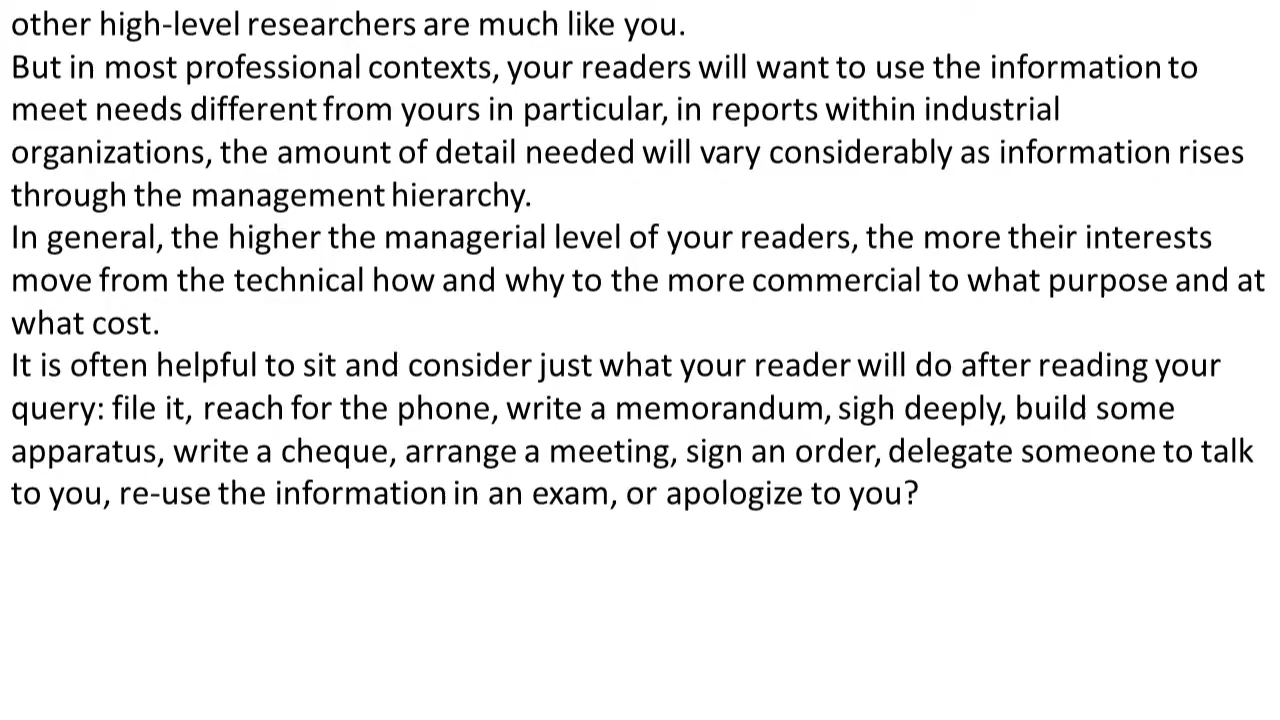 other high-level researchers are much like you.
But in most professional contexts, your readers will want to use the information to
meet needs different from yours in particular, in reports within industrial
organizations, the amount of detail needed will vary considerably as information rises
through the management hierarchy.
In general, the higher the managerial level of your readers, the more their interests
move from the technical how and why to the more commercial to what purpose and at
what cost.
It is often helpful to sit and consider just what your reader will do after reading your
query: file it, reach for the phone, write a memorandum, sigh deeply, build some
apparatus, write a cheque, arrange a meeting, sign an order, delegate someone to talk
to you, re-use the information in an exam, or apologize to you?